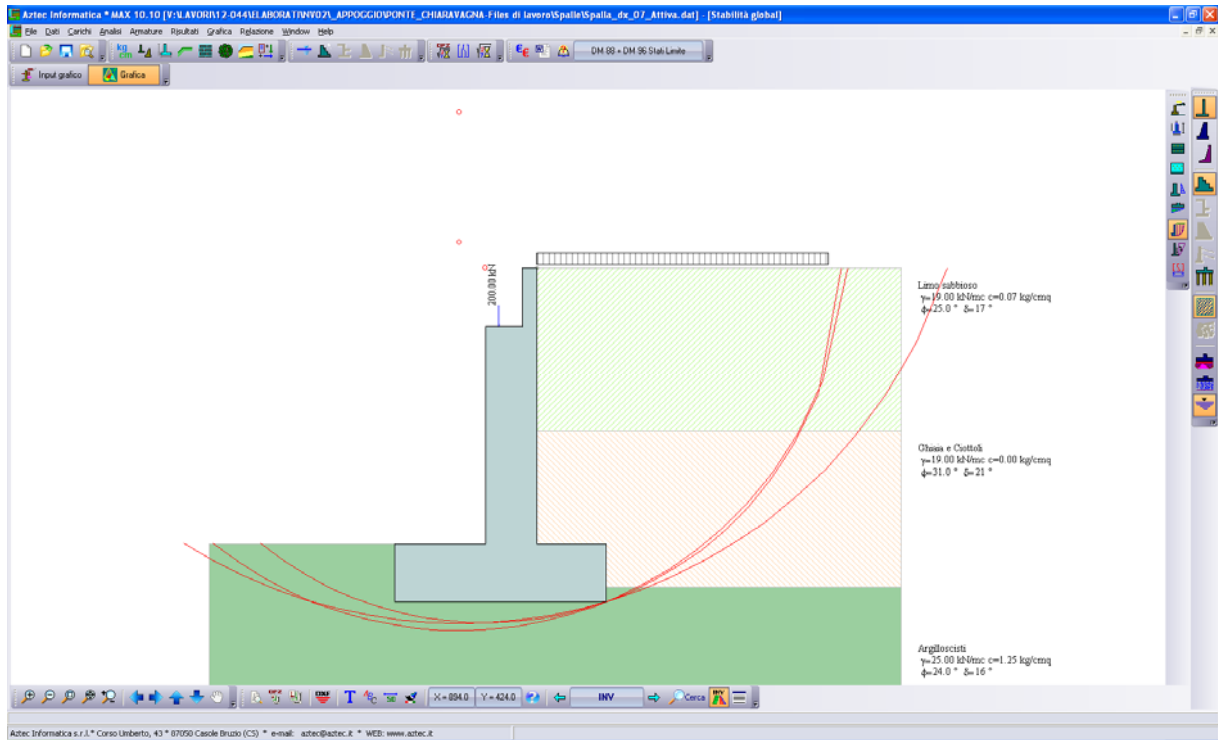 Aztec Informatica * MAX 10.10 [V:\LAVORI\12-044\ELABORATI\NV02\_APPOGGIO\PONTE_CHIARAVAGNA-Files di lavoro\Spalle\Spalla_dx_07_Attiva.dat] - [Stabilità global]
File Dati Carichi Analisi Armature Risultati Grafica Relazione Window Help
DM 88 + DM 96 Stati Limite
Input grafico Grafica
200.00 kN
Limo sabbioso
γ=19.00 kN/mc c=0.07 kg/cmq
ϕ=25.0 ° δ=17 °
Ghiaia e Ciottoli
γ=19.00 kN/mc c=0.00 kg/cmq
ϕ=31.0 ° δ=21 °
Argilloscisti
γ=25.00 kN/mc c=1.25 kg/cmq
ϕ=24.0 ° δ=16 °
X = 894.0 Y = 424.0 INV Cerca
Aztec Informatica s.r.l.* Corso Umberto, 43 * 87050 Casole Bruzio (CS) * e-mail: aztec@aztec.it * WEB: www.aztec.it